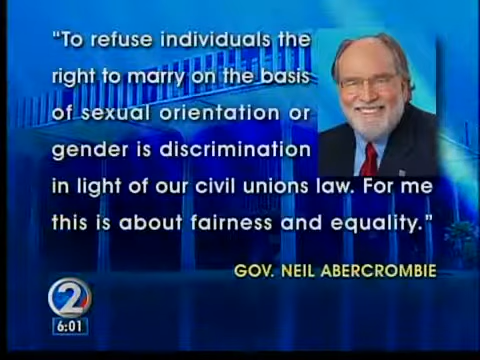 “To refuse individuals the
right to marry on the basis
of sexual orientation or
gender is discrimination
in light of our civil unions law. For me
this is about fairness and equality.”
GOV. NEIL ABERCROMBIE
2
6:01